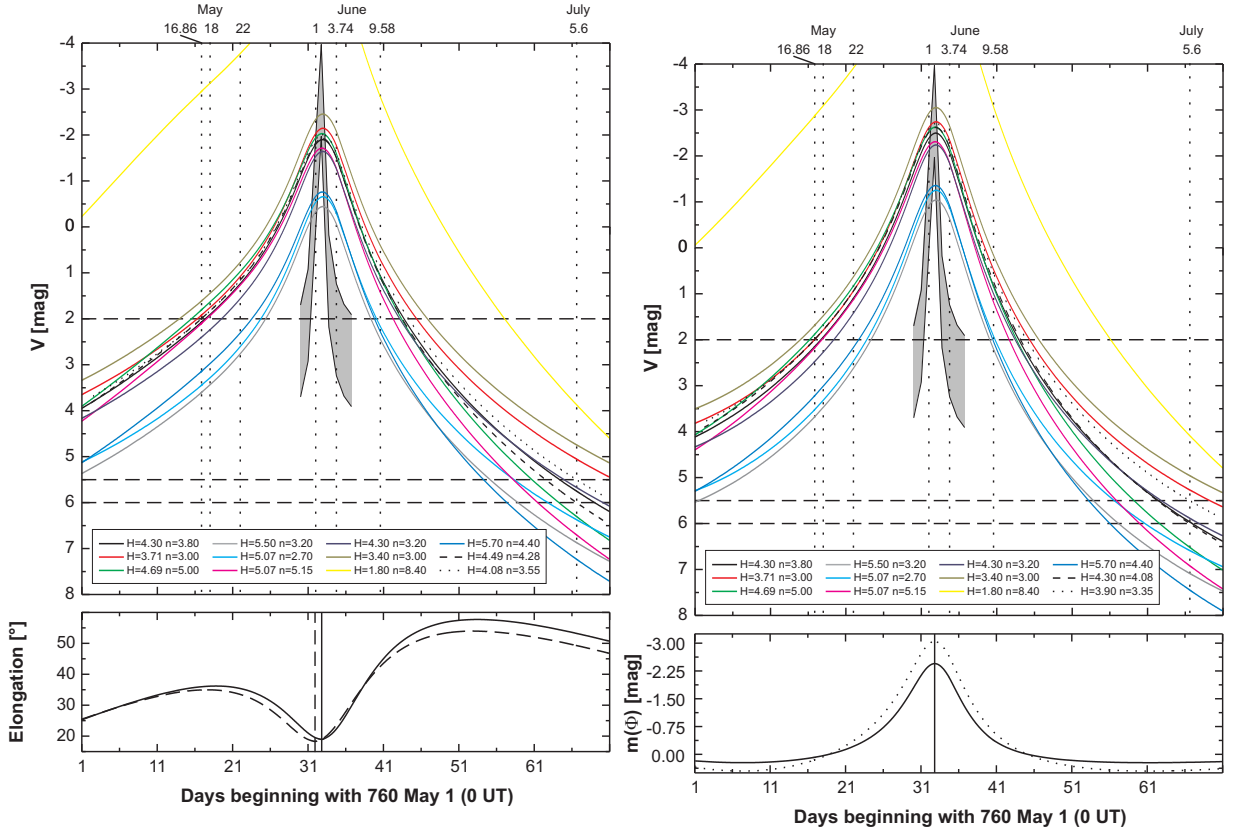 May June July
16.86 18 22 1 3.74 9.58 5.6
-4
-3
-2
-1
0
1
2
3
4
5
6
7
8
V [mag]
H=4.30 n=3.80 H=5.50 n=3.20 H=4.30 n=3.20 H=5.70 n=4.40
H=3.71 n=3.00 H=5.07 n=2.70 H=3.40 n=3.00 H=4.49 n=4.28
H=4.69 n=5.00 H=5.07 n=5.15 H=1.80 n=8.40 H=4.08 n=3.55
50
40
30
20
Elongation [°]
1 11 21 31 41 51 61
Days beginning with 760 May 1 (0 UT)
May June July
16.86 18 22 1 3.74 9.58 5.6
-4
-3
-2
-1
0
1
2
3
4
5
6
7
8
V [mag]
H=4.30 n=3.80 H=5.50 n=3.20 H=4.30 n=3.20 H=5.70 n=4.40
H=3.71 n=3.00 H=5.07 n=2.70 H=3.40 n=3.00 H=4.30 n=4.08
H=4.69 n=5.00 H=5.07 n=5.15 H=1.80 n=8.40 H=3.90 n=3.35
-3.00
-2.25
-1.50
-0.75
0.00
m(Φ) [mag]
1 11 21 31 41 51 61
Days beginning with 760 May 1 (0 UT)